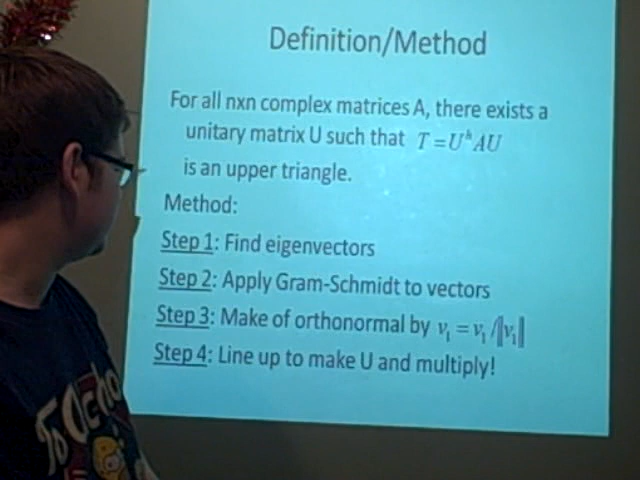 Definition/Method
For all nxn complex matrices A, there exists a
unitary matrix U such that T = Uʰ AU
is an upper triangle.
Method:
Step 1: Find eigenvectors
Step 2: Apply Gram-Schmidt to vectors
Step 3: Make of orthonormal by v₁ = v₁ /‖v₁‖
Step 4: Line up to make U and multiply!